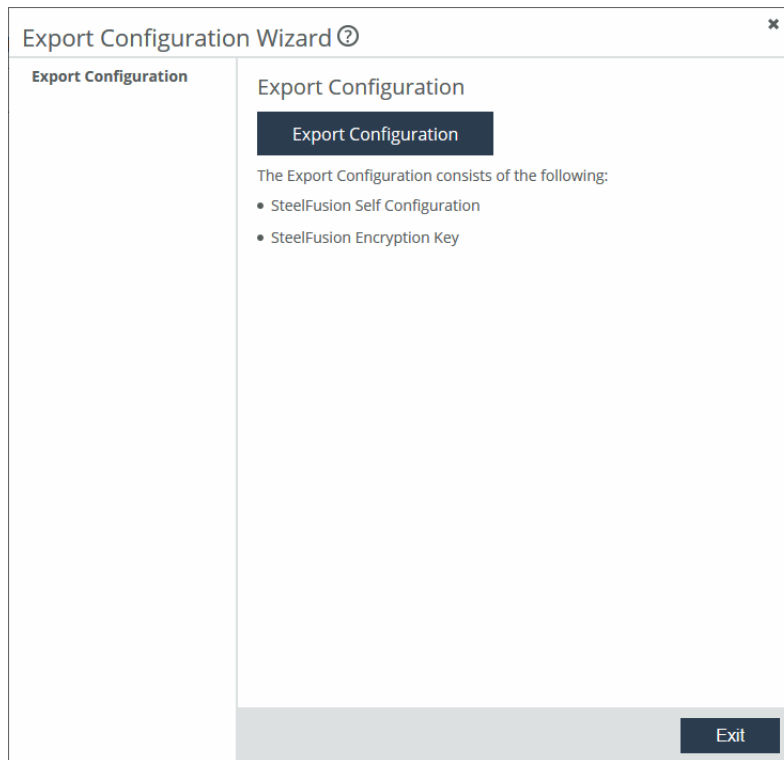 Export Configuration Wizard ?
Export Configuration
Export Configuration
Export Configuration
The Export Configuration consists of the following:
• SteelFusion Self Configuration
• SteelFusion Encryption Key
Exit